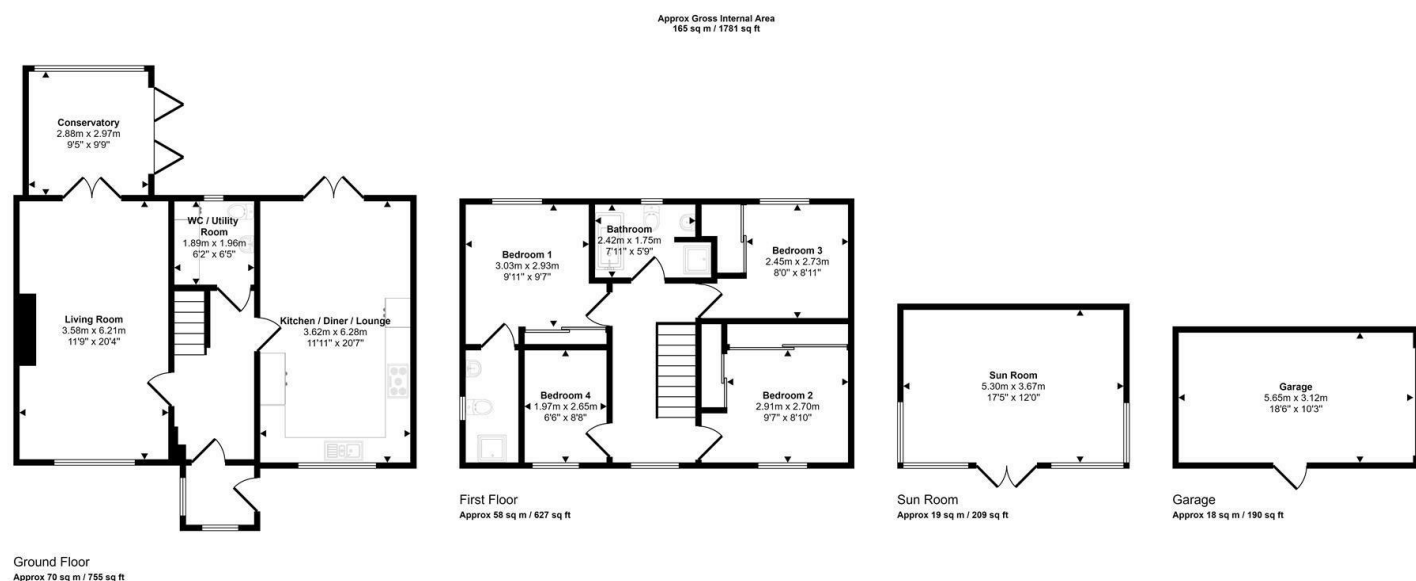 Approx Gross Internal Area
165 sq m / 1781 sq ft
Conservatory
2.88m x 2.97m
9'5" x 9'9"
WC / Utility
Room
1.89m x 1.96m
6'2" x 6'5"
Living Room
3.58m x 6.21m
11'9" x 20'4"
Kitchen / Diner / Lounge
3.62m x 6.28m
11'11" x 20'7"
Ground Floor
Approx 70 sq m / 755 sq ft
Bedroom 1
3.03m x 2.93m
9'11" x 9'7"
Bathroom
2.42m x 1.75m
7'11" x 5'9"
Bedroom 3
2.45m x 2.73m
8'0" x 8'11"
Bedroom 4
1.97m x 2.65m
6'6" x 8'8"
Bedroom 2
2.91m x 2.70m
9'7" x 8'10"
First Floor
Approx 58 sq m / 627 sq ft
Sun Room
5.30m x 3.67m
17'5" x 12'0"
Sun Room
Approx 19 sq m / 209 sq ft
Garage
5.65m x 3.12m
18'6" x 10'3"
Garage
Approx 18 sq m / 190 sq ft